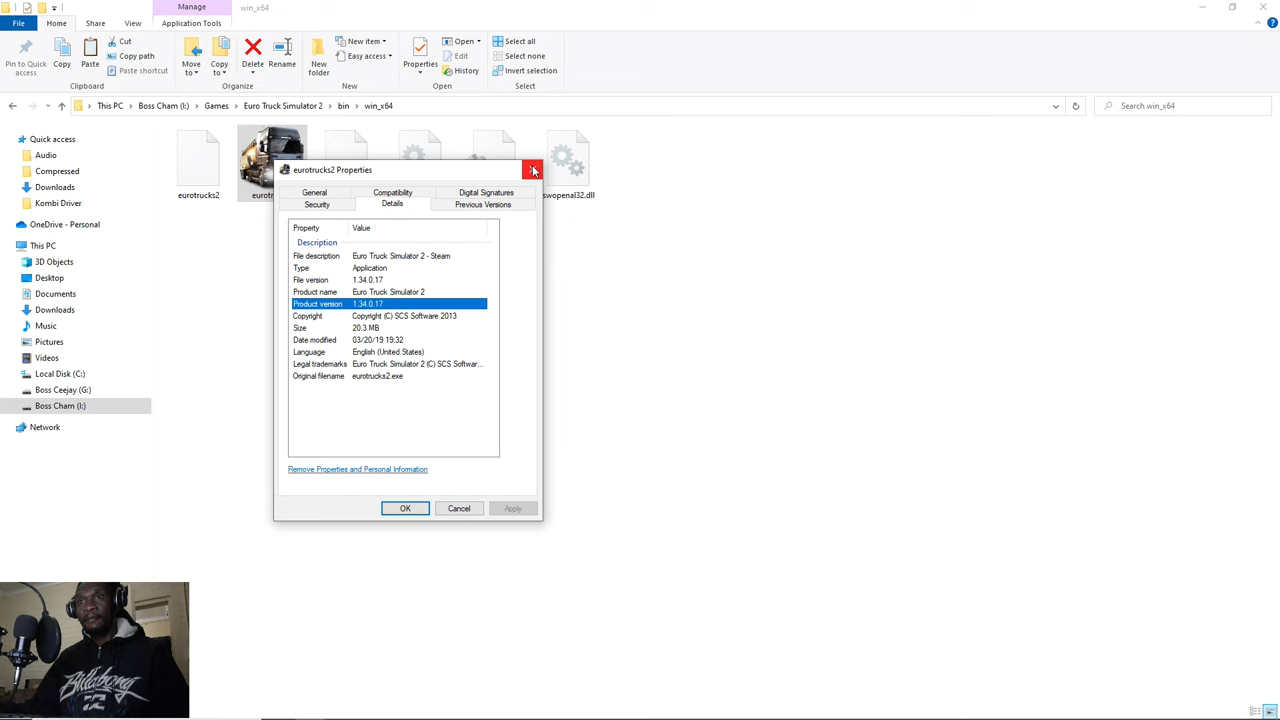 Manage
win_x64
File
Home
Share
View
Application Tools
Pin to Quick access
Copy
Paste
Cut
Copy path
Paste shortcut
Clipboard
Move to
Copy to
Delete
Rename
Organize
New folder
New item
Easy access
New
Properties
Open
Edit
History
Open
Select all
Select none
Invert selection
Select
This PC
Boss Cham (I:)
Games
Euro Truck Simulator 2
bin
win_x64
Search win_x64
Quick access
Audio
Compressed
Downloads
Kombi Driver
OneDrive - Personal
This PC
3D Objects
Desktop
Documents
Downloads
Music
Pictures
Videos
Local Disk (C:)
Boss Ceejay (G:)
Boss Cham (I:)
Network
eurotrucks2
swopenal32.dll
eurotrucks2 Properties
General
Compatibility
Digital Signatures
Security
Details
Previous Versions
Property Value
Description
File description Euro Truck Simulator 2 - Steam
Type Application
File version 1.34.0.17
Product name Euro Truck Simulator 2
Product version 1.34.0.17
Copyright Copyright (C) SCS Software 2013
Size 20.3 MB
Date modified 03/20/19 19:32
Language English (United States)
Legal trademarks Euro Truck Simulator 2 (C) SCS Softwar...
Original filename eurotrucks2.exe
Remove Properties and Personal Information
OK
Cancel
Apply
Billabong